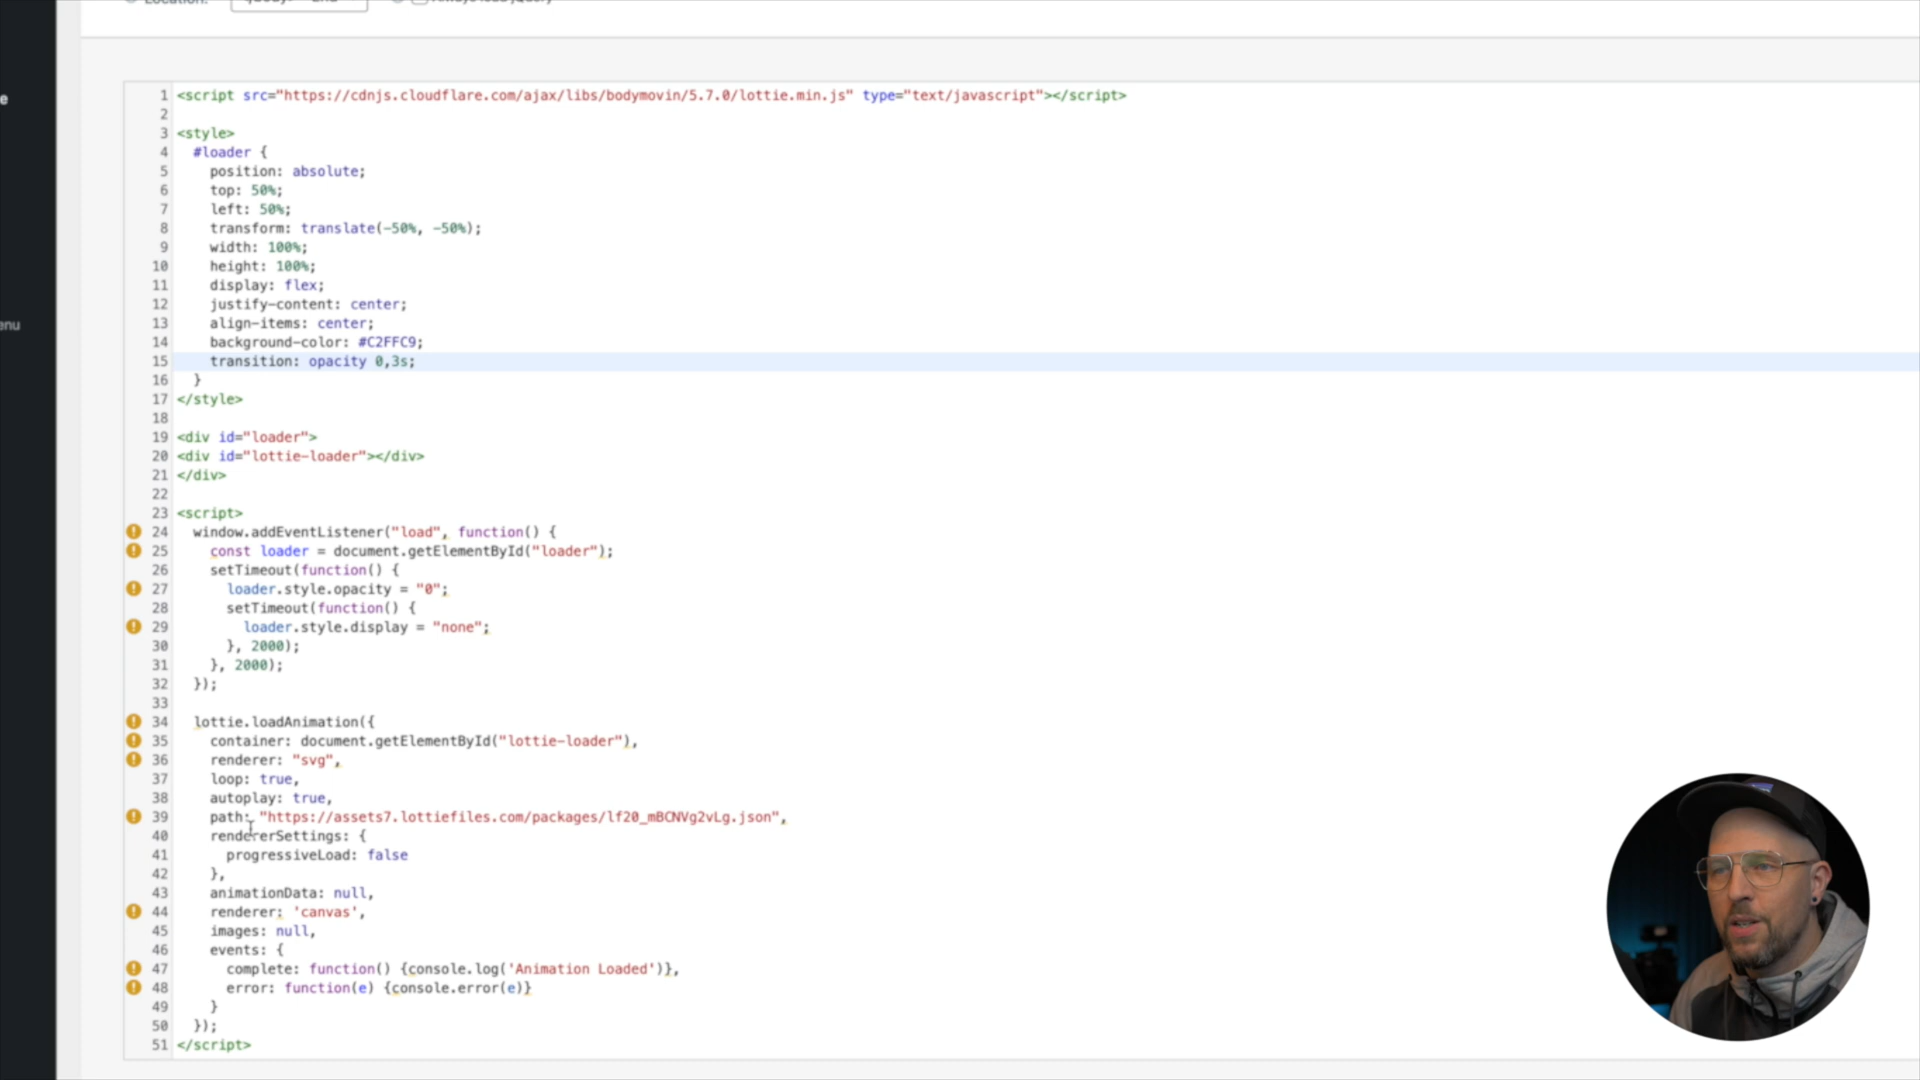 Location:
1 <script src="https://cdnjs.cloudflare.com/ajax/libs/bodymovin/5.7.0/lottie.min.js" type="text/javascript"></script>
2
3 <style>
4 #loader {
5 position: absolute;
6 top: 50%;
7 left: 50%;
8 transform: translate(-50%, -50%);
9 width: 100%;
10 height: 100%;
11 display: flex;
12 justify-content: center;
13 align-items: center;
14 background-color: #C2FFC9;
15 transition: opacity 0,3s;
16 }
17 </style>
18
19 <div id="loader">
20 <div id="lottie-loader"></div>
21 </div>
22
23 <script>
24 window.addEventListener("load", function() {
25 const loader = document.getElementById("loader");
26 setTimeout(function() {
27 loader.style.opacity = "0";
28 setTimeout(function() {
29 loader.style.display = "none";
30 }, 2000);
31 }, 2000);
32 });
33
34 lottie.loadAnimation({
35 container: document.getElementById("lottie-loader"),
36 renderer: "svg",
37 loop: true,
38 autoplay: true,
39 path: "https://assets7.lottiefiles.com/packages/lf20_mBCNVg2vLg.json",
40 rendererSettings: {
41 progressiveLoad: false
42 },
43 animationData: null,
44 renderer: 'canvas',
45 images: null,
46 events: {
47 complete: function() {console.log('Animation Loaded')},
48 error: function(e) {console.error(e)}
49 }
50 });
51 </script>